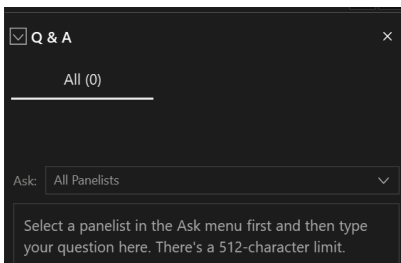 Q & A
All (0)
Ask: All Panelists
Select a panelist in the Ask menu first and then type
your question here. There's a 512-character limit.